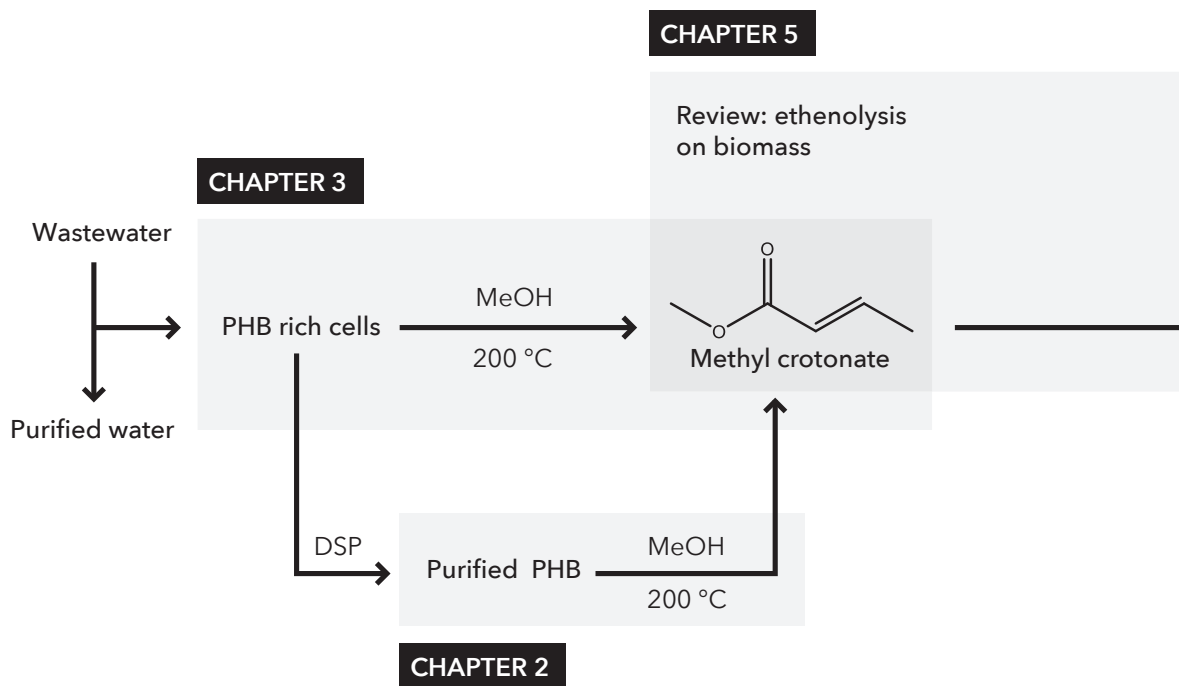 CHAPTER 5
Review: ethenolysis
on biomass
CHAPTER 3
Wastewater
O
MeOH
PHB rich cells
O
200 °C
Methyl crotonate
Purified water
DSP
MeOH
Purified PHB
200 °C
CHAPTER 2